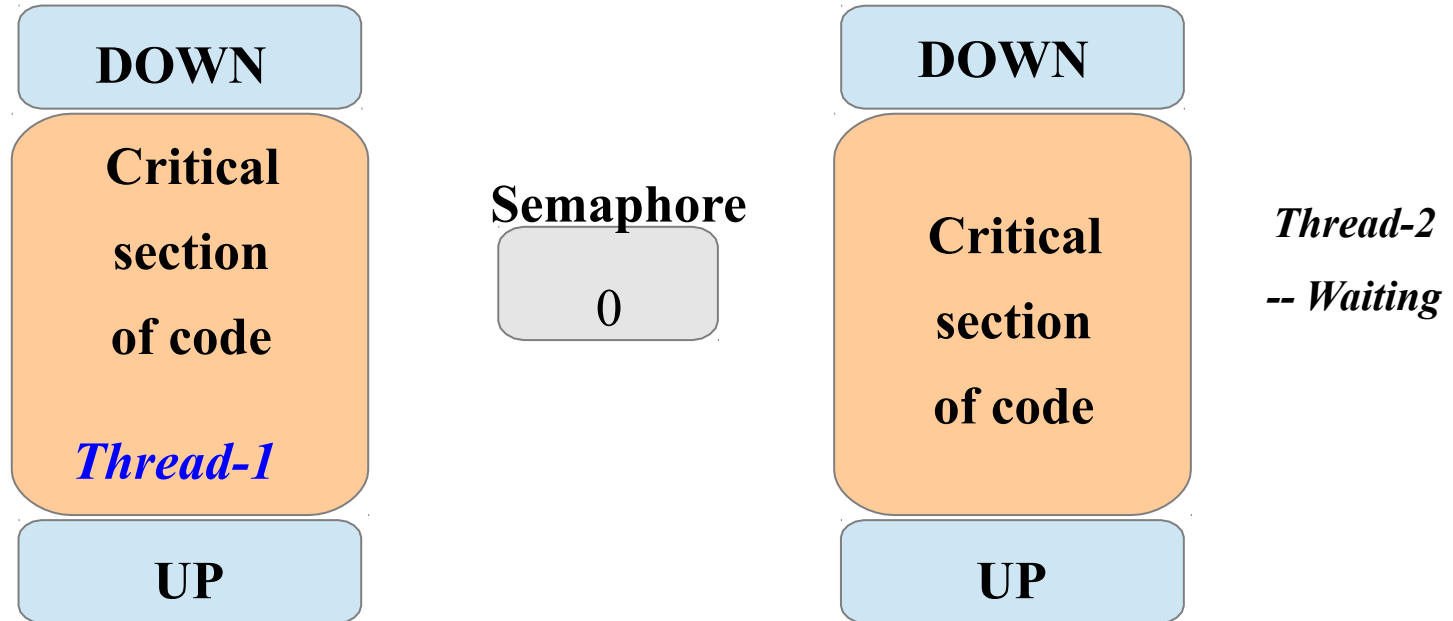 DOWN
Critical
section
of code
Thread-1
UP
Semaphore
0
DOWN
Critical
section
of code
UP
Thread-2
-- Waiting